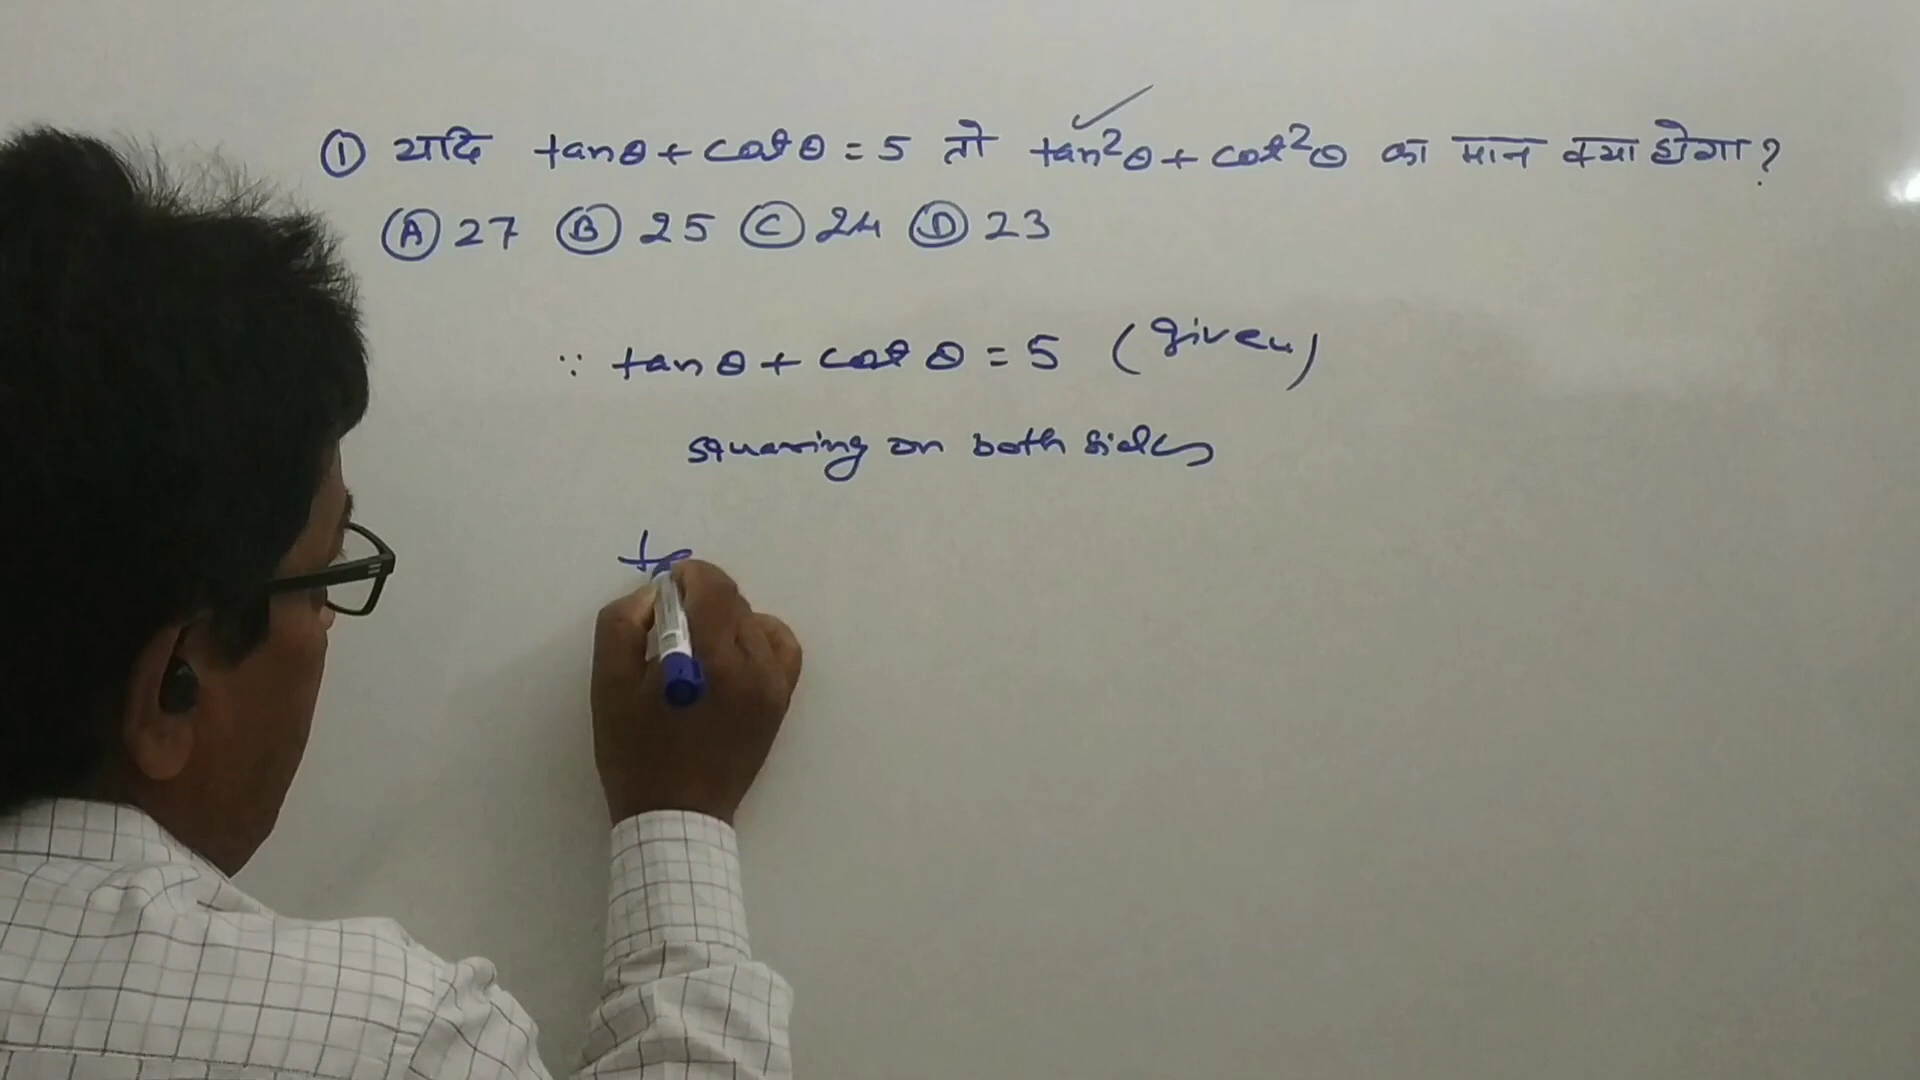 ① यदि tanθ + cotθ = 5 तो tan²θ + cot²θ का मान क्या होगा ?
Ⓐ 27 Ⓑ 25 Ⓒ 24 Ⓓ 23
∵ tanθ + cotθ = 5 (given)
squaring on both sides
ta